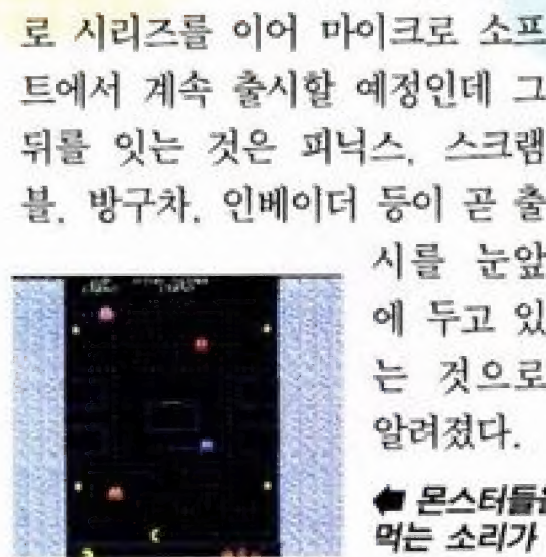 로 시리즈를 이어 마이크로 소프
트에서 계속 출시할 예정인데 그
뒤를 잇는 것은 피닉스, 스크램
블, 방구차, 인베이더 등이 곧 출
시를 눈앞
에 두고 있
는 것으로
알려졌다.
몬스터들을
먹는 소리가